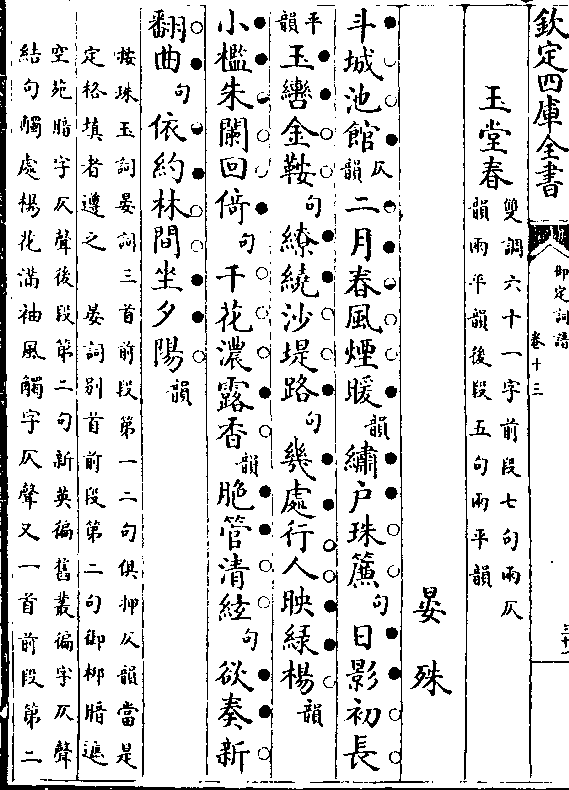 欽定四庫全書
御定詞譜
卷十三
玉堂春
雙調六十一字前段七句兩仄
韻兩平韻後段五句兩平韻
晏殊
斗城池館仄韻二月春風煙暖韻繡戶珠簾句日影初長
平韻玉轡金鞍句繚繞沙堤路句幾處行人映緑楊韻
小檻朱闌回倚句千花濃露香韻脆管清絃句欲奏新
翻曲句依約林間坐夕陽韻
按珠玉詞晏詞三首前段第一二句俱押仄韻當是
定格填者遵之 晏詞别首前段第二句御柳暗遮
空苑暗字仄聲後段第二句新英徧舊叢徧字仄聲
結句觸處楊花滿袖風觸字仄聲又一首前段第二